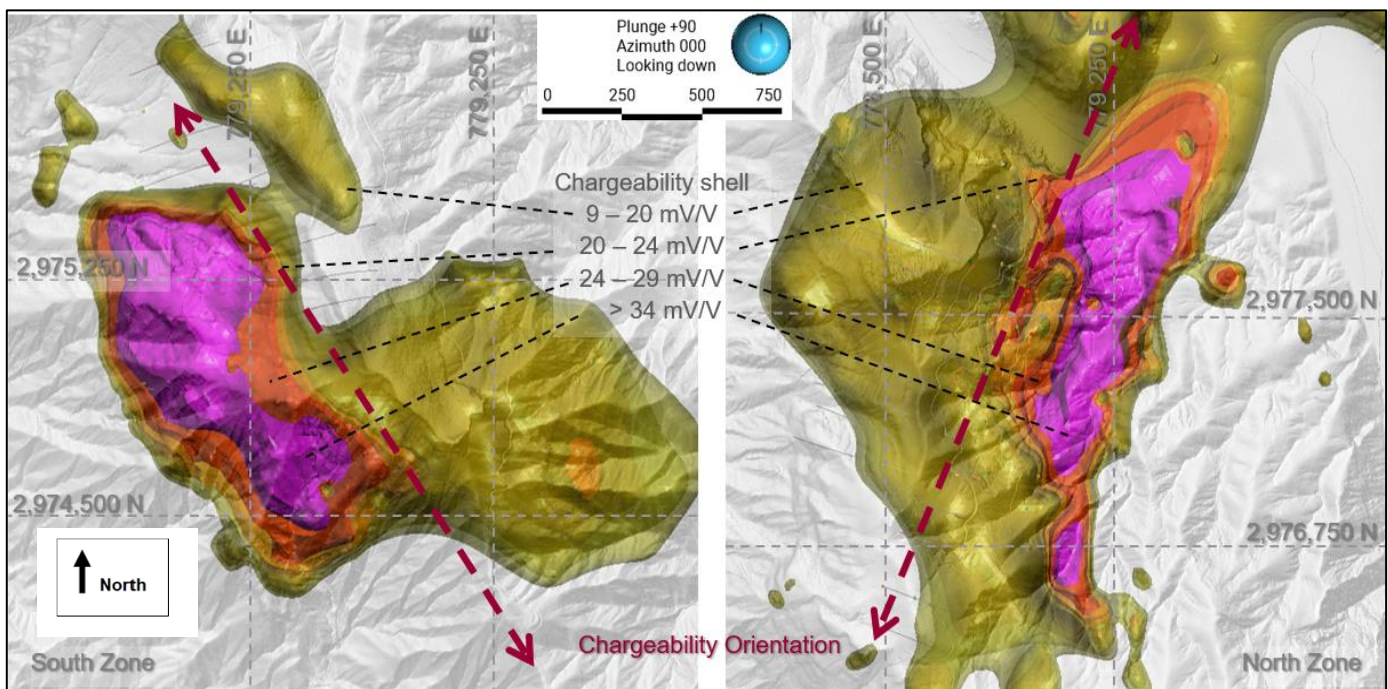 Plunge +90
Azimuth 000
Looking down
0 250 500 750
779,250 E
779,250 E
778,500 E
779,250 E
Chargeability shell
9 – 20 mV/V
20 – 24 mV/V
24 – 29 mV/V
> 34 mV/V
2,975,250 N
2,977,500 N
2,974,500 N
2,976,750 N
North
Chargeability Orientation
South Zone
North Zone